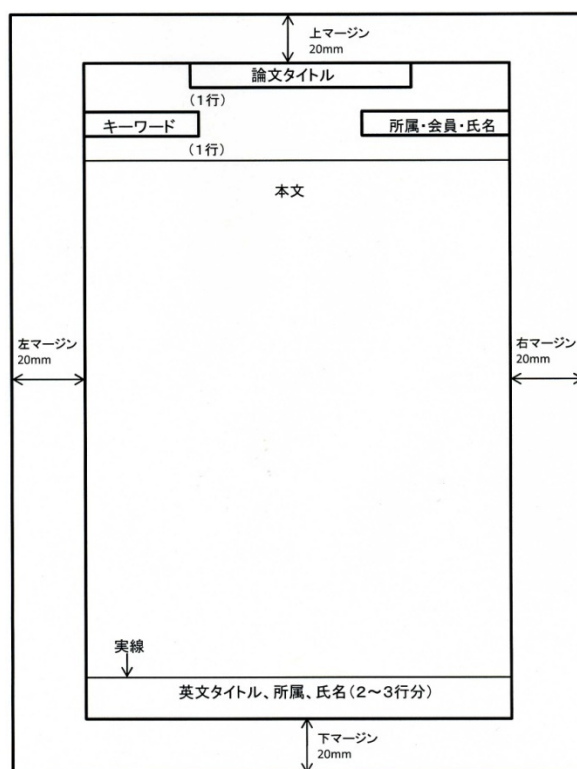 上マージン
20mm
論文タイトル
(1行)
キーワード
所属・会員・氏名
(1行)
本文
左マージン
20mm
右マージン
20mm
実線
英文タイトル、所属、氏名(2～3行分)
下マージン
20mm